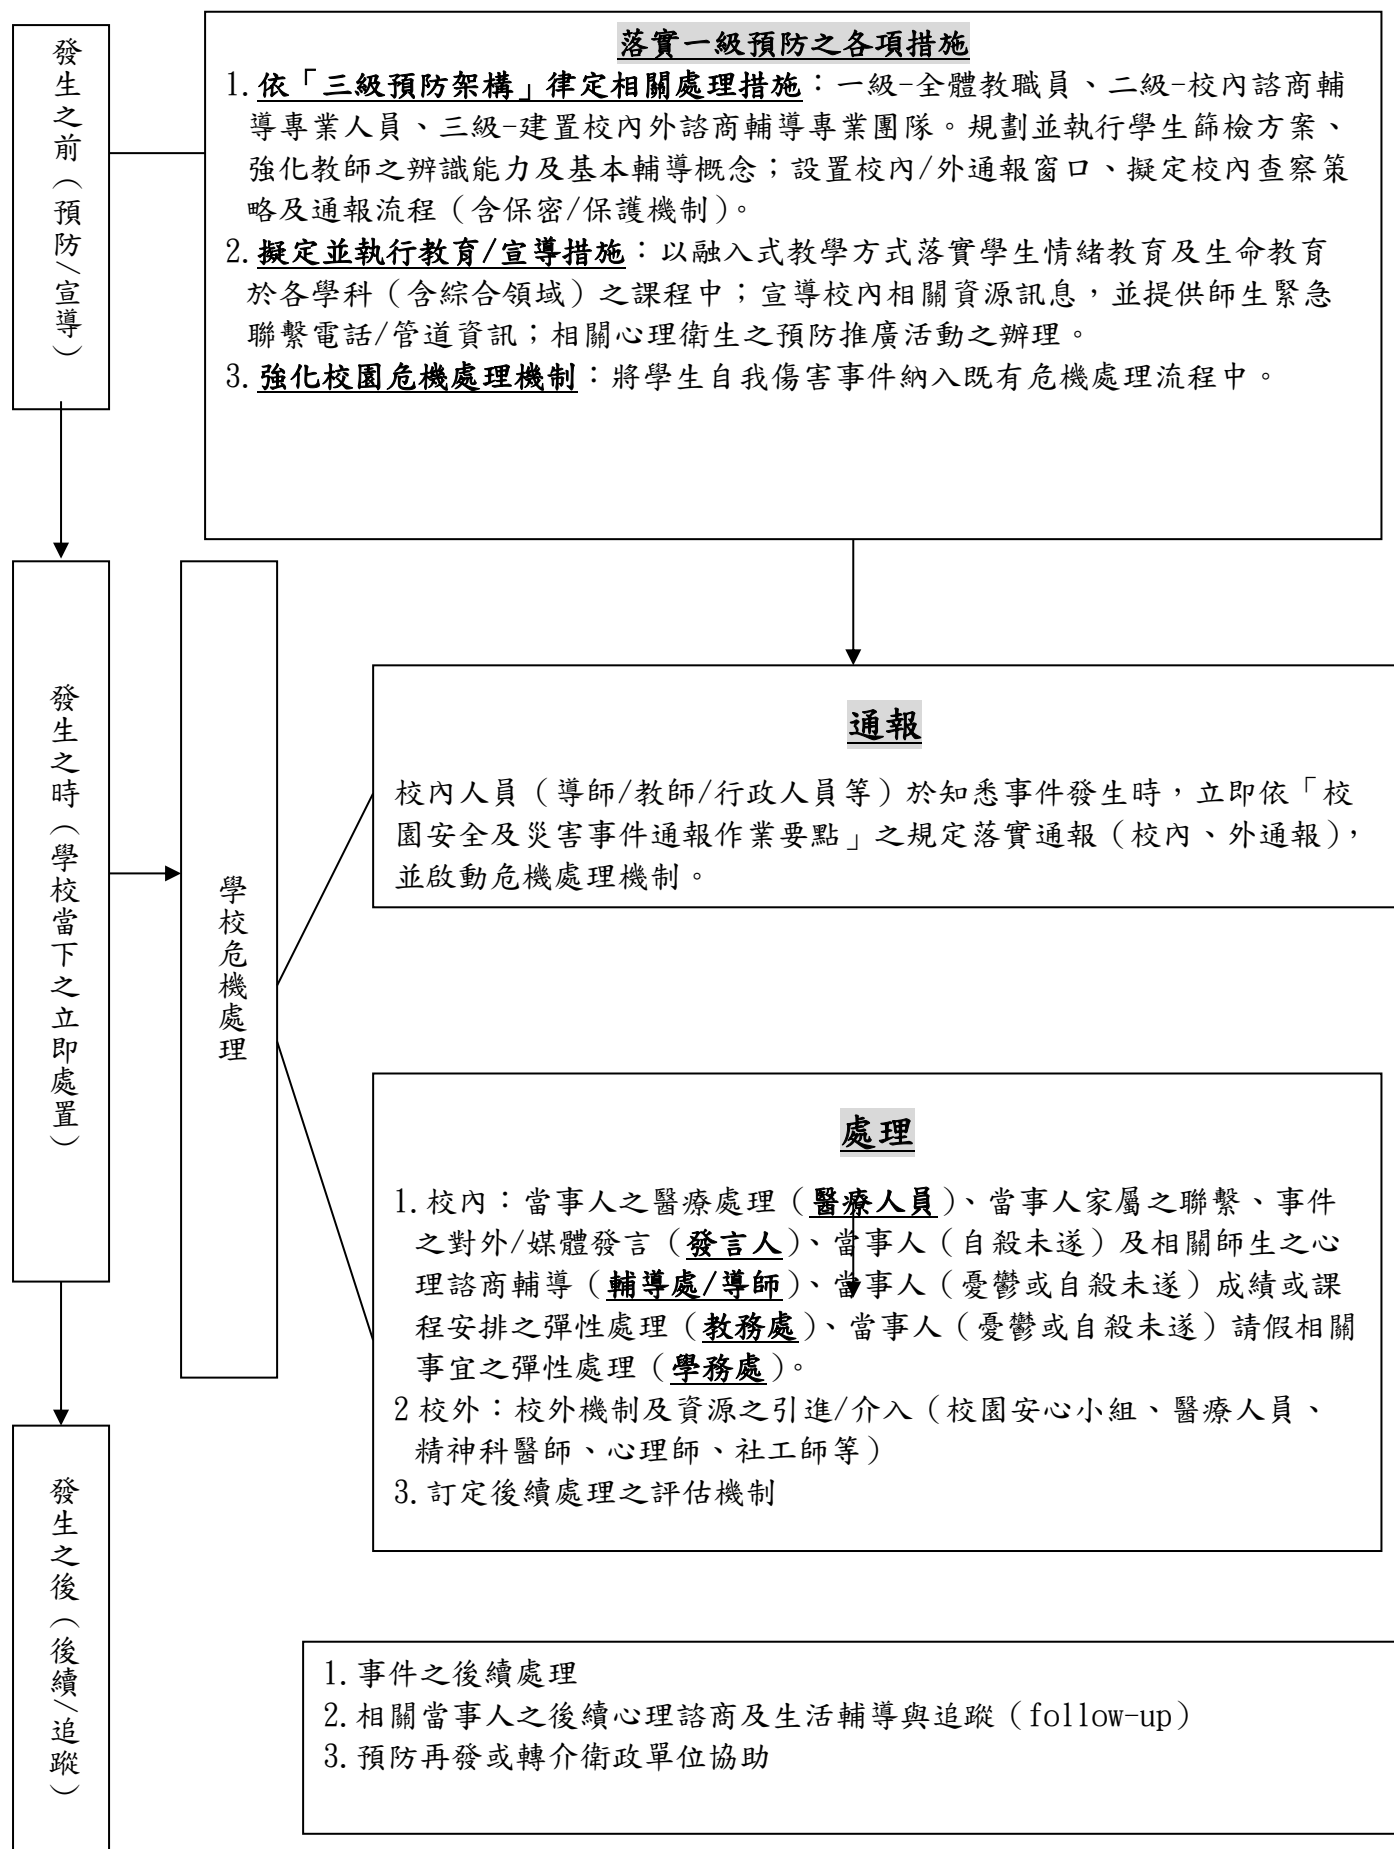 發生之前（預防/宣導）
落實一級預防之各項措施
1.依「三級預防架構」律定相關處理措施：一級-全體教職員、二級-校內諮商輔
導專業人員、三級-建置校內外諮商輔導專業團隊。規劃並執行學生篩檢方案、
強化教師之辨識能力及基本輔導概念；設置校內/外通報窗口、擬定校內查察策
略及通報流程（含保密/保護機制）。
2.擬定並執行教育/宣導措施：以融入式教學方式落實學生情緒教育及生命教育
於各學科（含綜合領域）之課程中；宣導校內相關資源訊息，並提供師生緊急
聯繫電話/管道資訊；相關心理衛生之預防推廣活動之辦理。
3.強化校園危機處理機制：將學生自我傷害事件納入既有危機處理流程中。
發生之時（學校當下之立即處置）
學校危機處理
通報
校內人員（導師/教師/行政人員等）於知悉事件發生時，立即依「校
園安全及災害事件通報作業要點」之規定落實通報（校內、外通報），
並啟動危機處理機制。
處理
1.校內：當事人之醫療處理（醫療人員）、當事人家屬之聯繫、事件
之對外/媒體發言（發言人）、當事人（自殺未遂）及相關師生之心
理諮商輔導（輔導處/導師）、當事人（憂鬱或自殺未遂）成績或課
程安排之彈性處理（教務處）、當事人（憂鬱或自殺未遂）請假相關
事宜之彈性處理（學務處）。
2 校外：校外機制及資源之引進/介入（校園安心小組、醫療人員、
精神科醫師、心理師、社工師等）
3.訂定後續處理之評估機制
發生之後（後續/追蹤）
1.事件之後續處理
2.相關當事人之後續心理諮商及生活輔導與追蹤（follow-up）
3.預防再發或轉介衛政單位協助